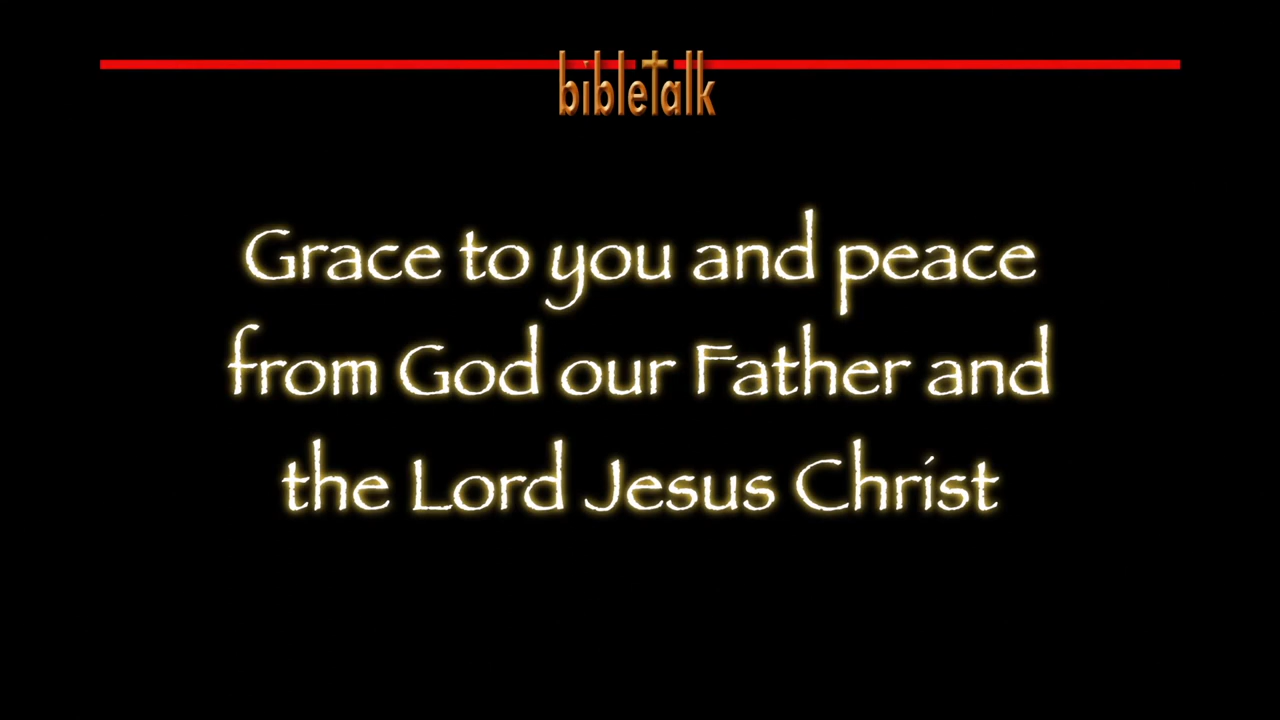 bibleTalk
Grace to you and peace
from God our Father and
the Lord Jesus Christ